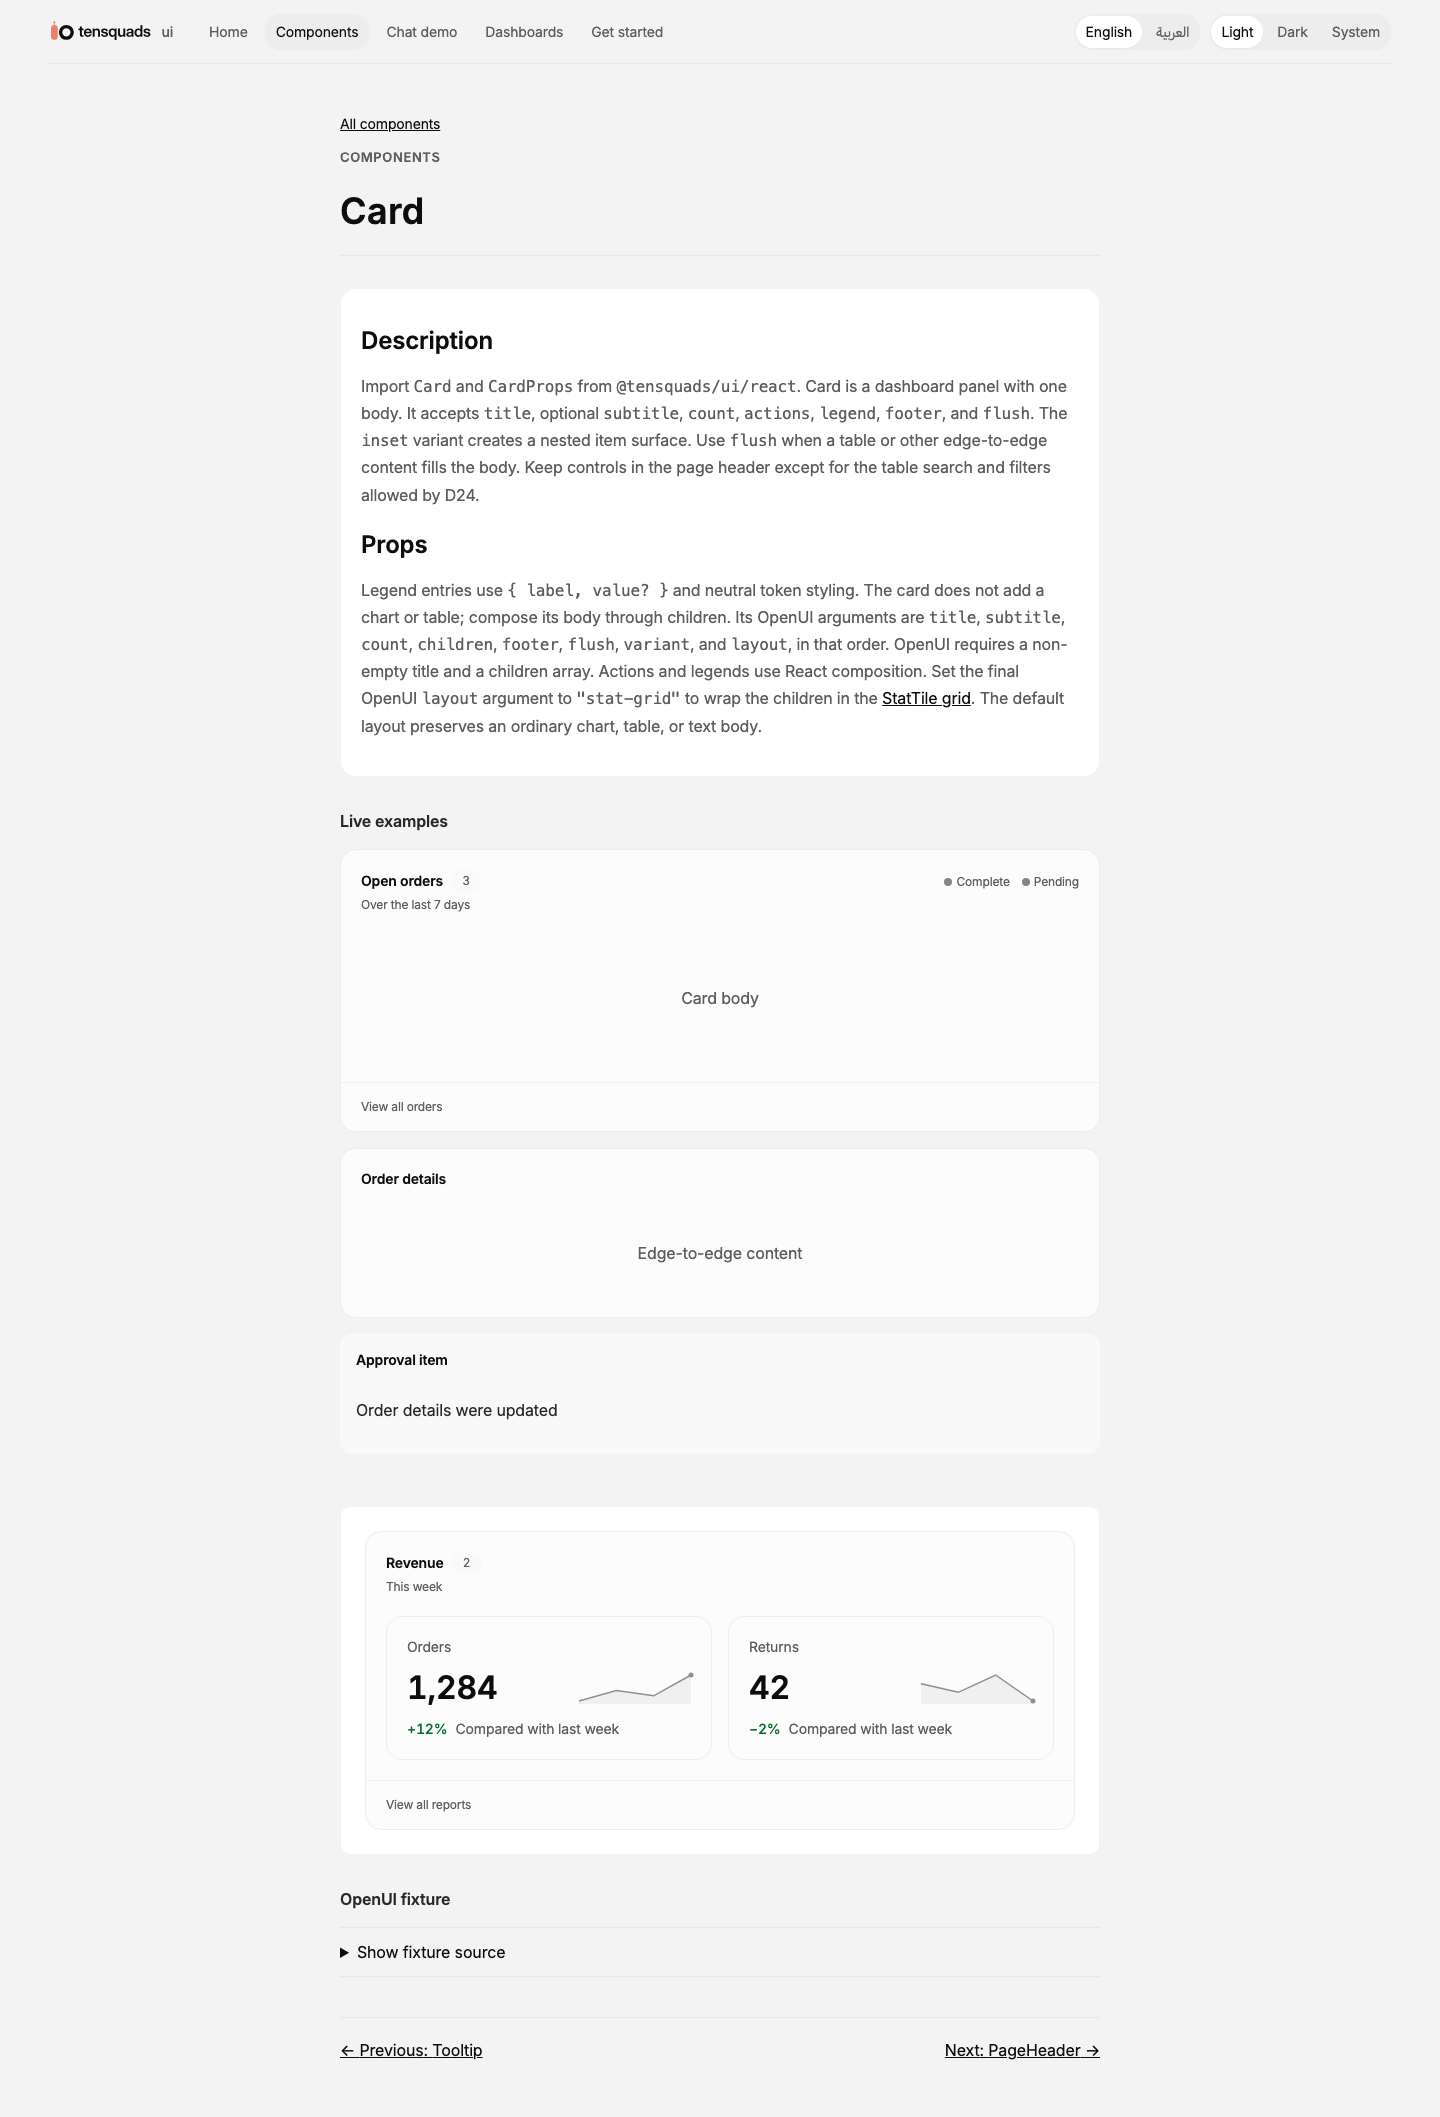 tensquads ui Home Components Chat demo Dashboards Get started English العربية Light Dark System
All components
COMPONENTS
Card
Description
Import Card and CardProps from @tensquads/ui/react. Card is a dashboard panel with one
body. It accepts title, optional subtitle, count, actions, legend, footer, and flush. The
inset variant creates a nested item surface. Use flush when a table or other edge-to-edge
content fills the body. Keep controls in the page header except for the table search and filters
allowed by D24.
Props
Legend entries use { label, value? } and neutral token styling. The card does not add a
chart or table; compose its body through children. Its OpenUI arguments are title, subtitle,
count, children, footer, flush, variant, and layout, in that order. OpenUI requires a non-
empty title and a children array. Actions and legends use React composition. Set the final
OpenUI layout argument to "stat-grid" to wrap the children in the StatTile grid. The default
layout preserves an ordinary chart, table, or text body.
Live examples
Open orders 3 Complete Pending
Over the last 7 days
Card body
View all orders
Order details
Edge-to-edge content
Approval item
Order details were updated
Revenue 2
This week
Orders Returns
1,284 42
+12% Compared with last week −2% Compared with last week
View all reports
OpenUI fixture
▶ Show fixture source
← Previous: Tooltip Next: PageHeader →